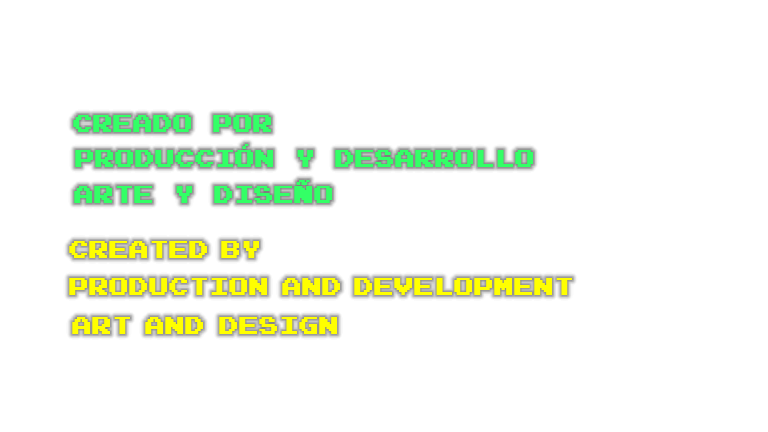 CREADO POR
PRODUCCIÓN Y DESARROLLO
ARTE Y DISEÑO
CREATED BY
PRODUCTION AND DEVELOPMENT
ART AND DESIGN